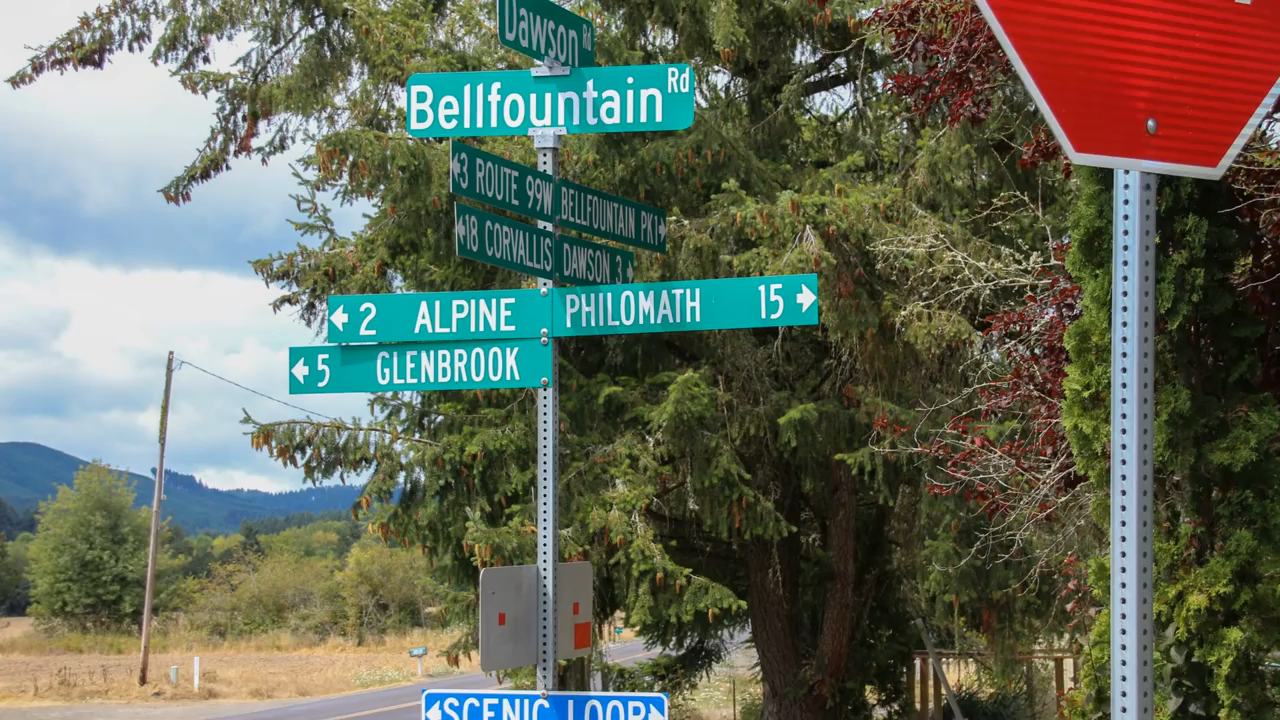 Dawson Rd
Bellfountain Rd
←3 ROUTE 99W
BELLFOUNTAIN PK 1→
←18 CORVALLIS
DAWSON 3→
← 2 ALPINE
PHILOMATH 15 →
← 5 GLENBROOK
←SCENIC LOOP→